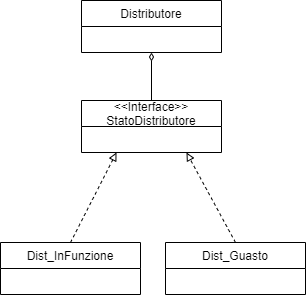 Distributore
<<Interface>>
StatoDistributore
Dist_InFunzione
Dist_Guasto